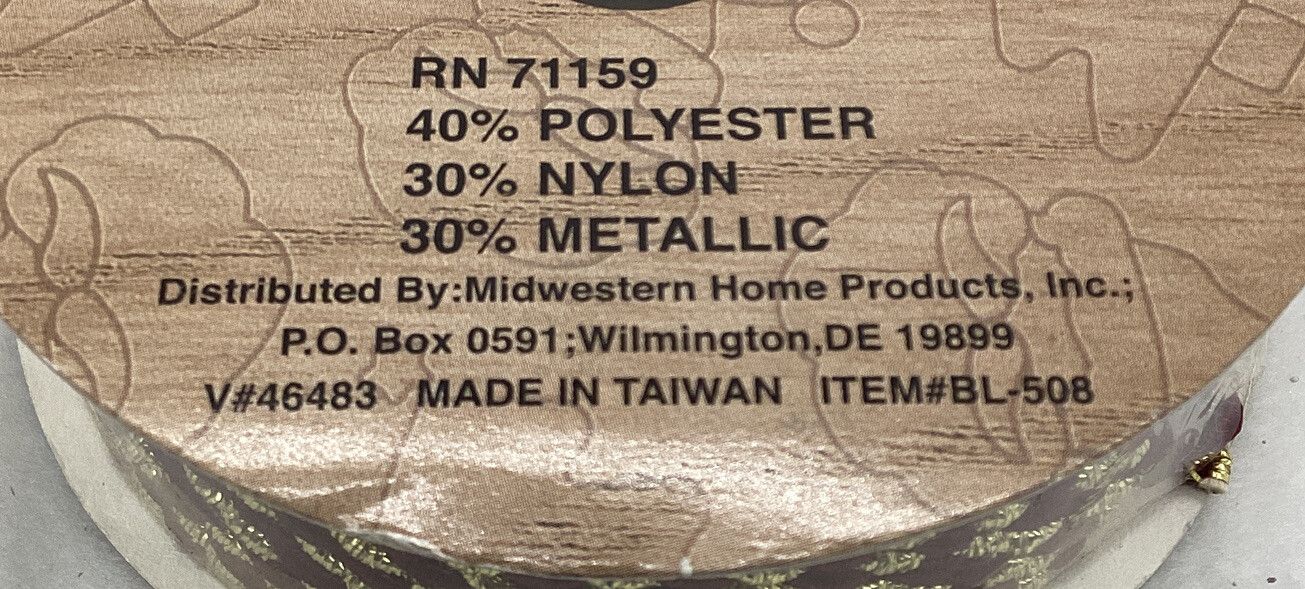 RN 71159
40% POLYESTER
30% NYLON
30% METALLIC
Distributed By:Midwestern Home Products, Inc.;
P.O. Box 0591;Wilmington,DE 19899
V#46483 MADE IN TAIWAN ITEM#BL-508